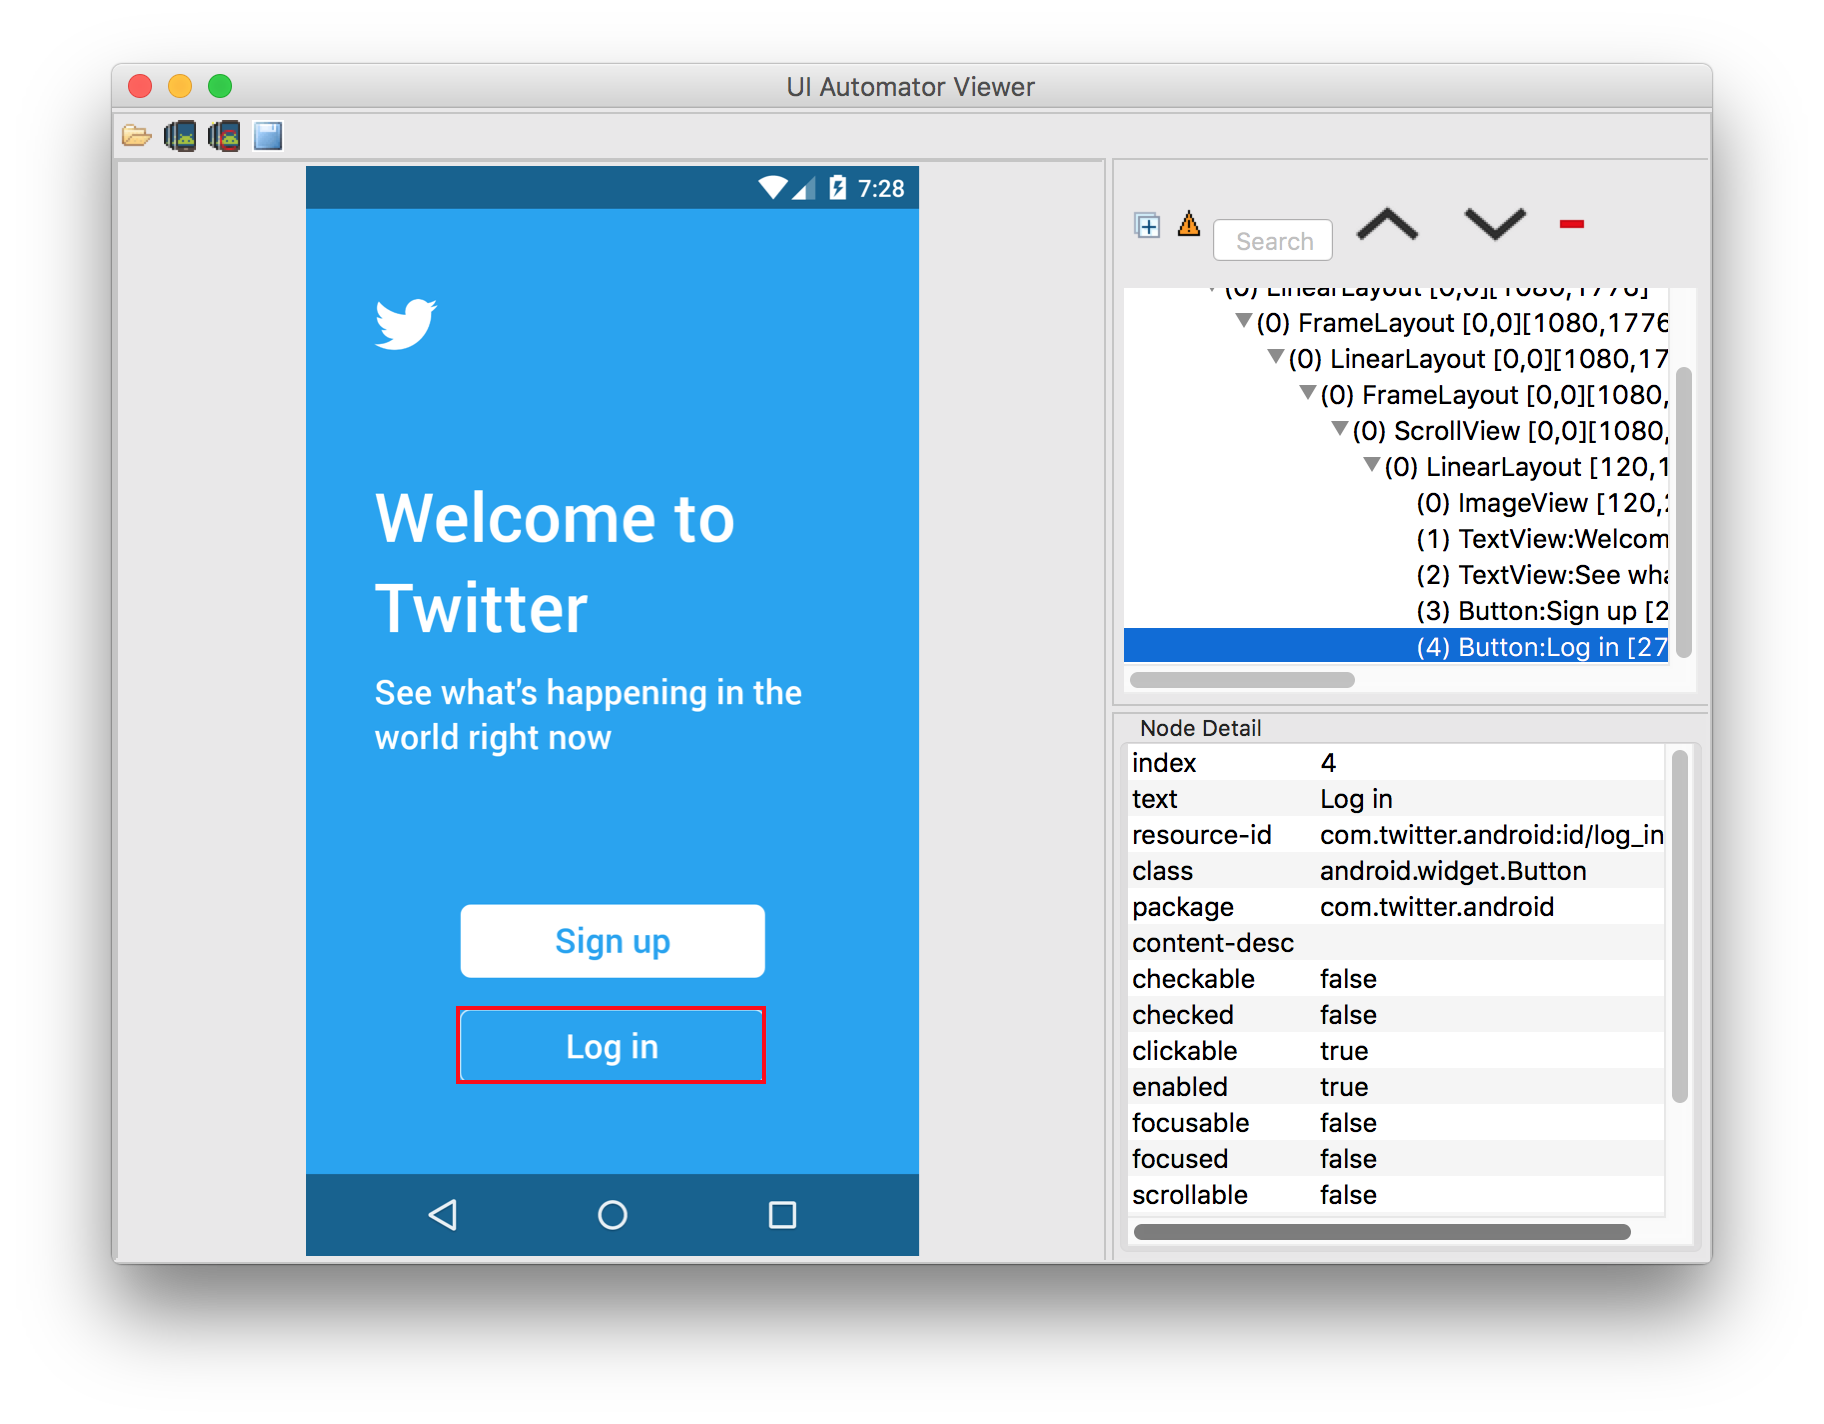 UI Automator Viewer
7:28
Welcome to
Twitter
See what's happening in the
world right now
Sign up
Log in
Search
(0) LinearLayout [0,0][1080,1776]
(0) FrameLayout [0,0][1080,1776
(0) LinearLayout [0,0][1080,17
(0) FrameLayout [0,0][1080,
(0) ScrollView [0,0][1080,
(0) LinearLayout [120,1
(0) ImageView [120,2
(1) TextView:Welcom
(2) TextView:See wha
(3) Button:Sign up [2
(4) Button:Log in [27
Node Detail
index 4
text Log in
resource-id com.twitter.android:id/log_in
class android.widget.Button
package com.twitter.android
content-desc
checkable false
checked false
clickable true
enabled true
focusable false
focused false
scrollable false